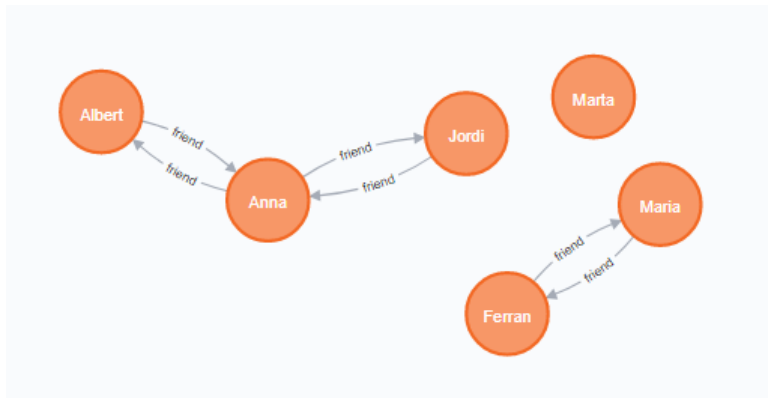 Albert
friend
friend
Anna
friend
friend
Jordi
Marta
Maria
friend
friend
Ferran